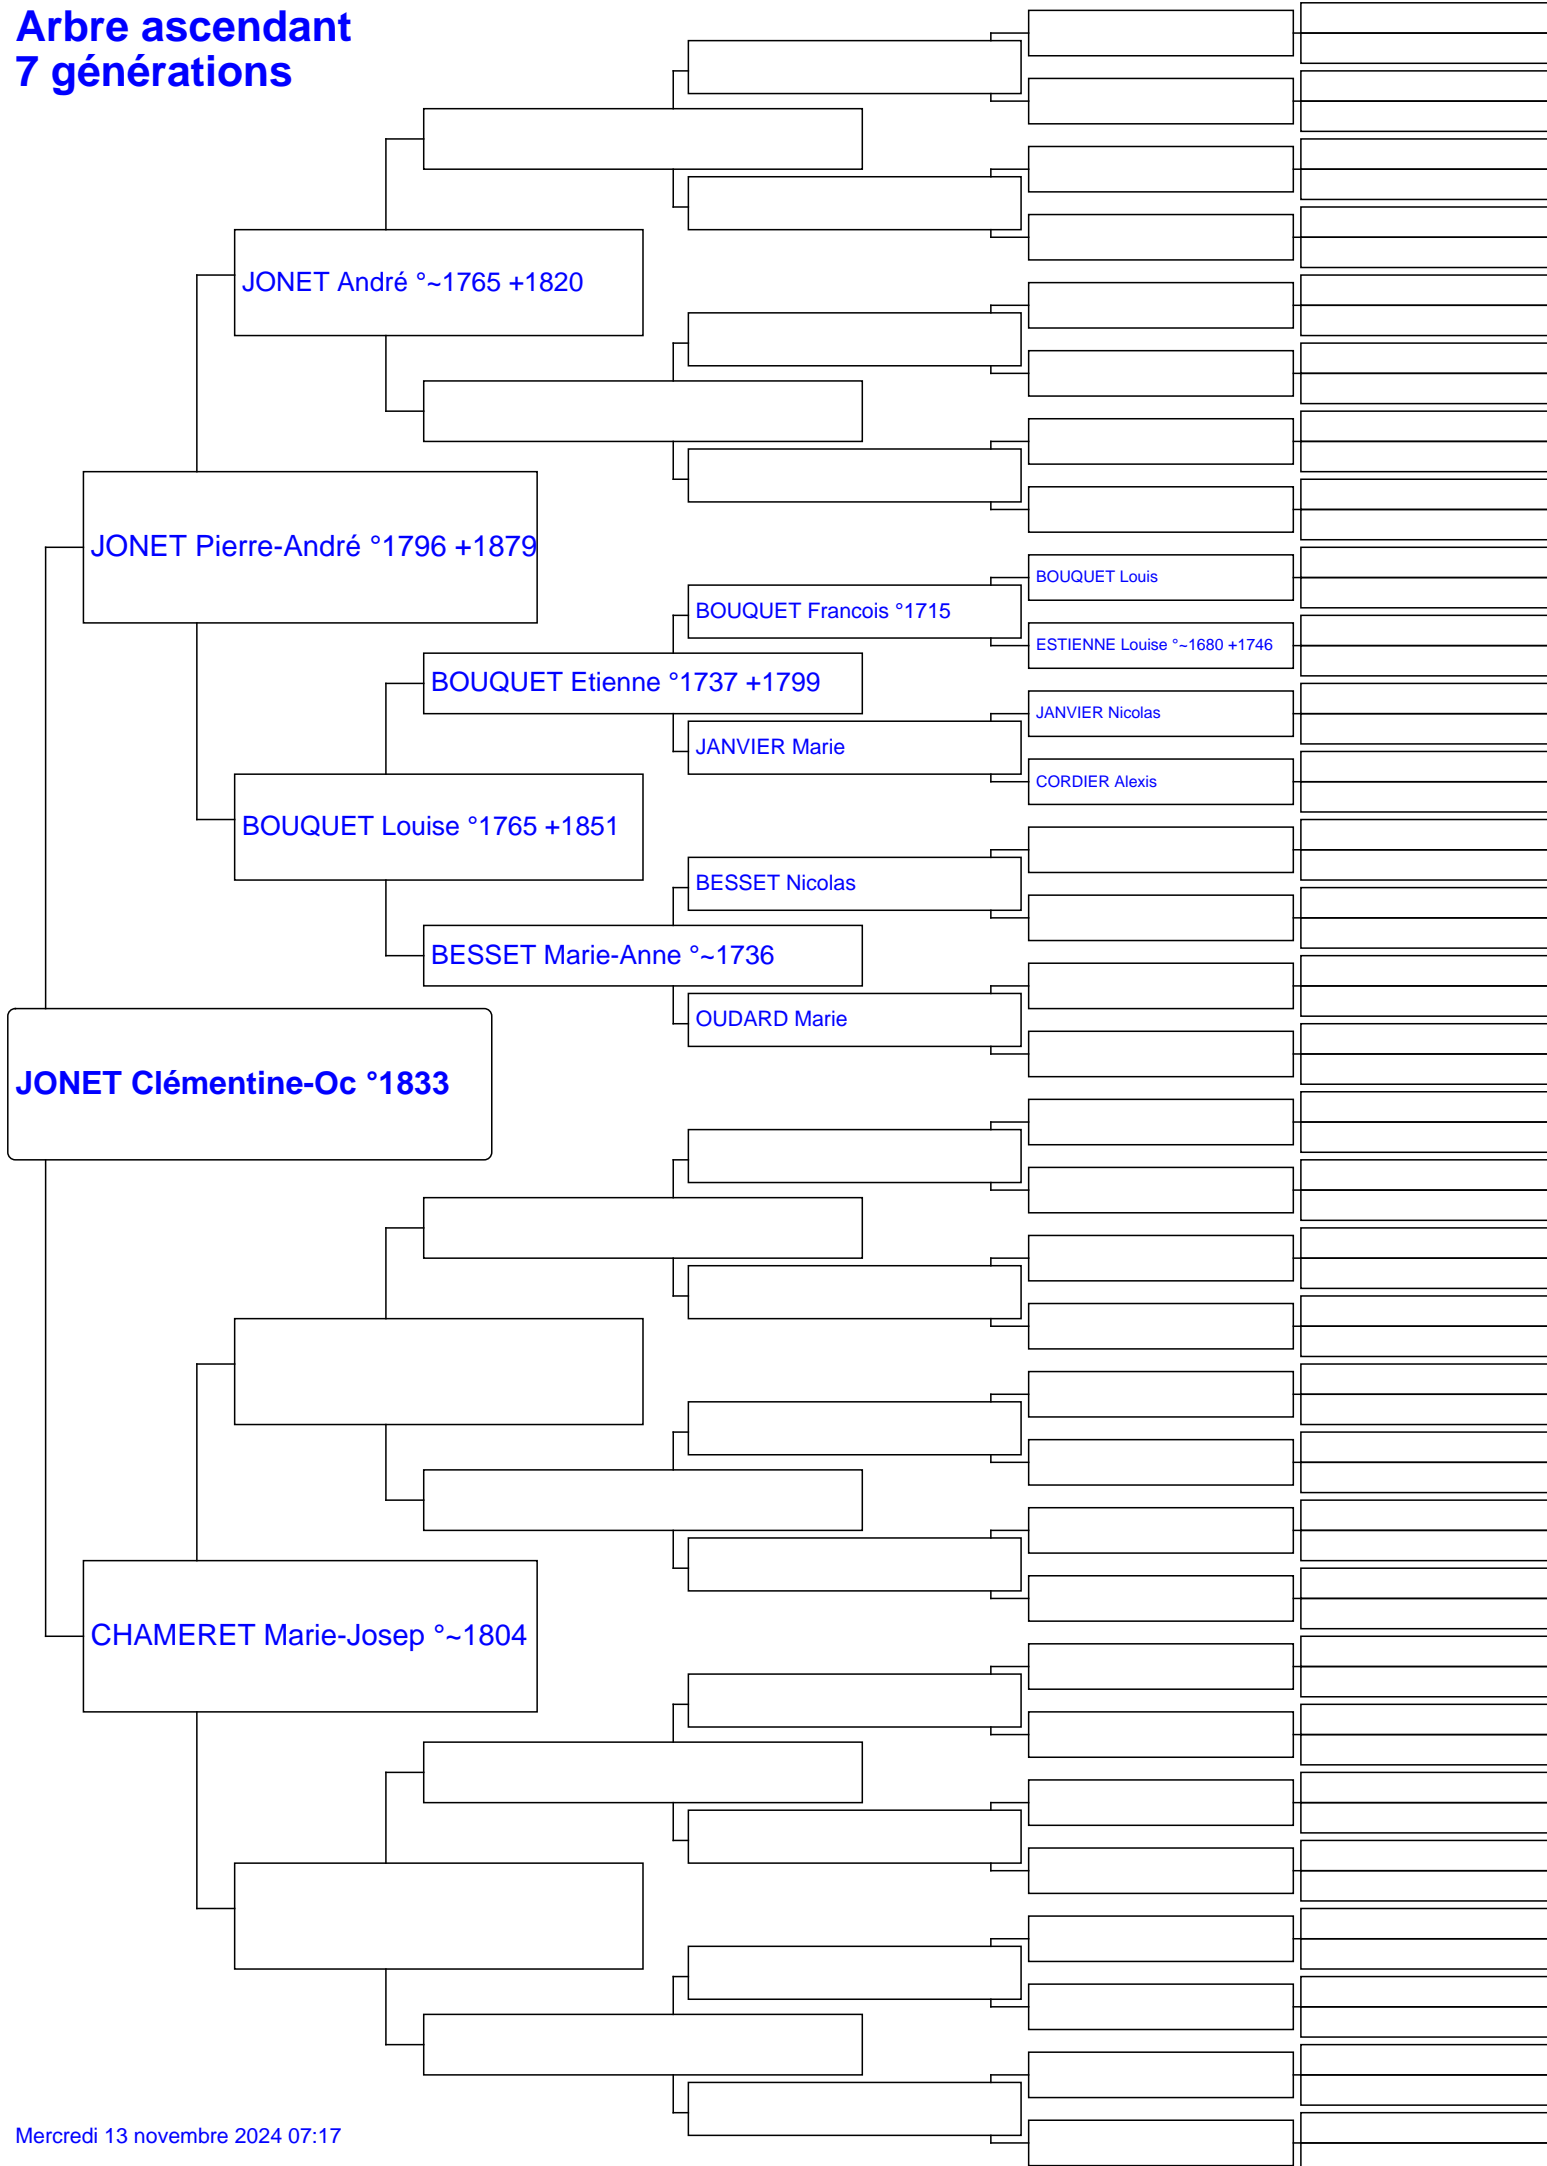 Arbre ascendant
7 générations
JONET André °~1765 +1820
JONET Pierre-André °1796 +1879
BOUQUET Louis
BOUQUET Francois °1715
ESTIENNE Louise °~1680 +1746
BOUQUET Etienne °1737 +1799
JANVIER Nicolas
JANVIER Marie
CORDIER Alexis
BOUQUET Louise °1765 +1851
BESSET Nicolas
BESSET Marie-Anne °~1736
OUDARD Marie
JONET Clémentine-Oc °1833
CHAMERET Marie-Josep °~1804
Mercredi 13 novembre 2024 07:17